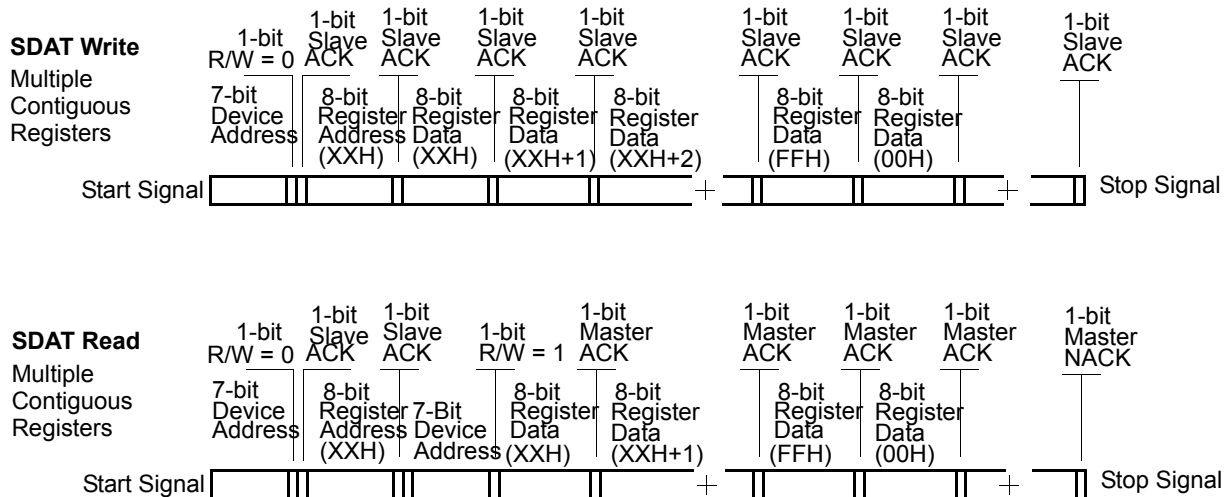 SDAT Write
Multiple
Contiguous
Registers
1-bit
R/W = 0
1-bit
Slave
ACK
1-bit
Slave
ACK
1-bit
Slave
ACK
1-bit
Slave
ACK
1-bit
Slave
ACK
1-bit
Slave
ACK
1-bit
Slave
ACK
1-bit
Slave
ACK
7-bit
Device
Address
8-bit
Register
Address
(XXH)
8-bit
Register
Data
(XXH)
8-bit
Register
Data
(XXH+1)
8-bit
Register
Data
(XXH+2)
8-bit
Register
Data
(FFH)
8-bit
Register
Data
(00H)
Start Signal
Stop Signal
SDAT Read
Multiple
Contiguous
Registers
1-bit
R/W = 0
1-bit
Slave
ACK
1-bit
Slave
ACK
1-bit
R/W = 1
1-bit
Master
ACK
1-bit
Master
ACK
1-bit
Master
ACK
1-bit
Master
ACK
1-bit
Master
NACK
7-bit
Device
Address
8-bit
Register
Address
(XXH)
7-Bit
Device
Address
8-bit
Register
Data
(XXH)
8-bit
Register
Data
(XXH+1)
8-bit
Register
Data
(FFH)
8-bit
Register
Data
(00H)
Start Signal
Stop Signal